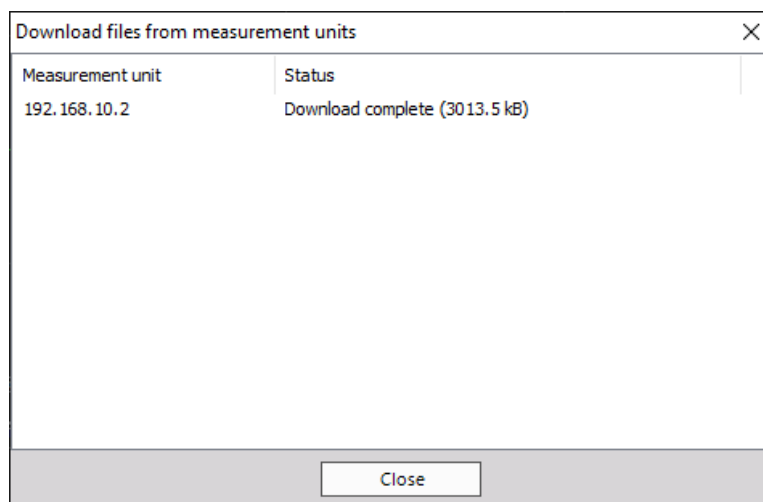 Download files from measurement units
Measurement unit Status
192.168.10.2 Download complete (3013.5 kB)
Close